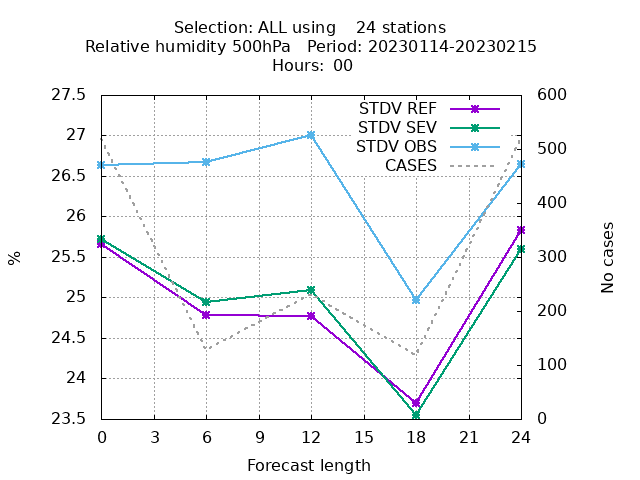 Selection: ALL using    24 stations
Relative humidity 500hPa   Period: 20230114-20230215
Hours:  00
27.5
27
26.5
26
25.5
25
24.5
24
23.5
%
STDV REF
STDV SEV
STDV OBS
CASES
600
500
400
300
200
100
0
No cases
0 3 6 9 12 15 18 21 24
Forecast length